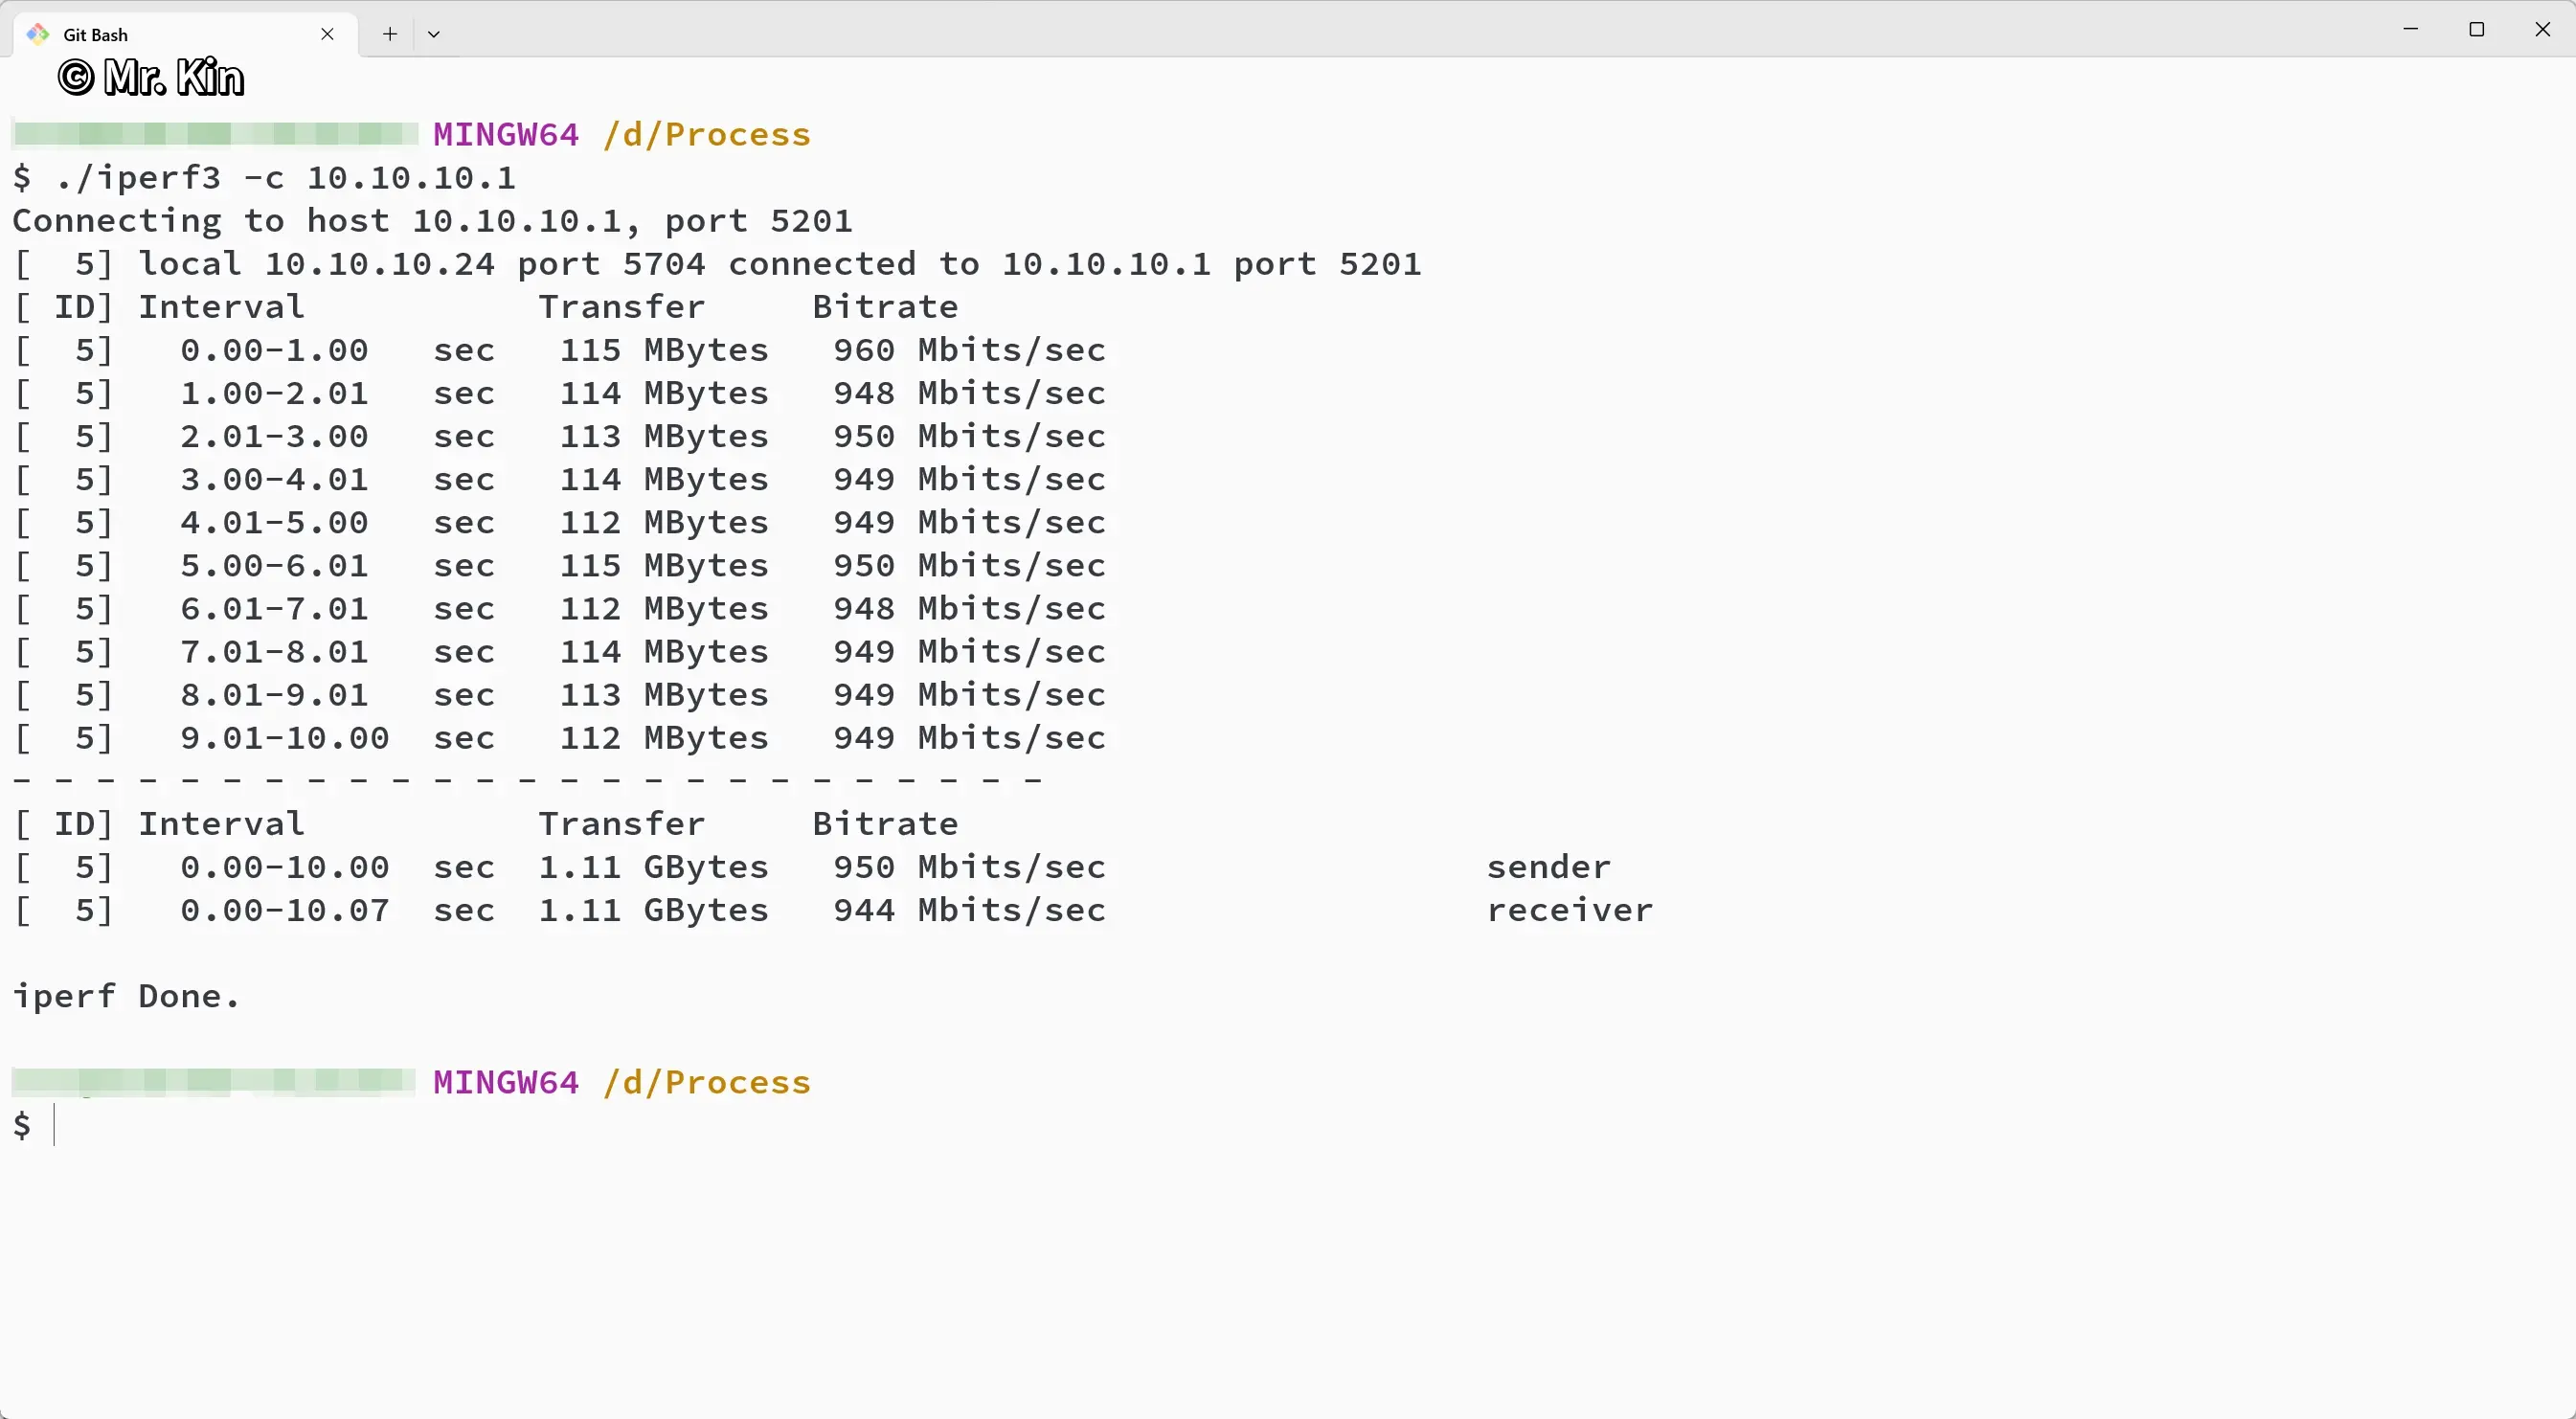 Git Bash
© Mr. Kin
MINGW64 /d/Process
$ ./iperf3 -c 10.10.10.1
Connecting to host 10.10.10.1, port 5201
[  5] local 10.10.10.24 port 5704 connected to 10.10.10.1 port 5201
[ ID] Interval           Transfer     Bitrate
[  5]   0.00-1.00   sec   115 MBytes   960 Mbits/sec
[  5]   1.00-2.01   sec   114 MBytes   948 Mbits/sec
[  5]   2.01-3.00   sec   113 MBytes   950 Mbits/sec
[  5]   3.00-4.01   sec   114 MBytes   949 Mbits/sec
[  5]   4.01-5.00   sec   112 MBytes   949 Mbits/sec
[  5]   5.00-6.01   sec   115 MBytes   950 Mbits/sec
[  5]   6.01-7.01   sec   112 MBytes   948 Mbits/sec
[  5]   7.01-8.01   sec   114 MBytes   949 Mbits/sec
[  5]   8.01-9.01   sec   113 MBytes   949 Mbits/sec
[  5]   9.01-10.00  sec   112 MBytes   949 Mbits/sec
- - - - - - - - - - - - - - - - - - - - - - - - -
[ ID] Interval           Transfer     Bitrate
[  5]   0.00-10.00  sec  1.11 GBytes   950 Mbits/sec                  sender
[  5]   0.00-10.07  sec  1.11 GBytes   944 Mbits/sec                  receiver
iperf Done.
MINGW64 /d/Process
$